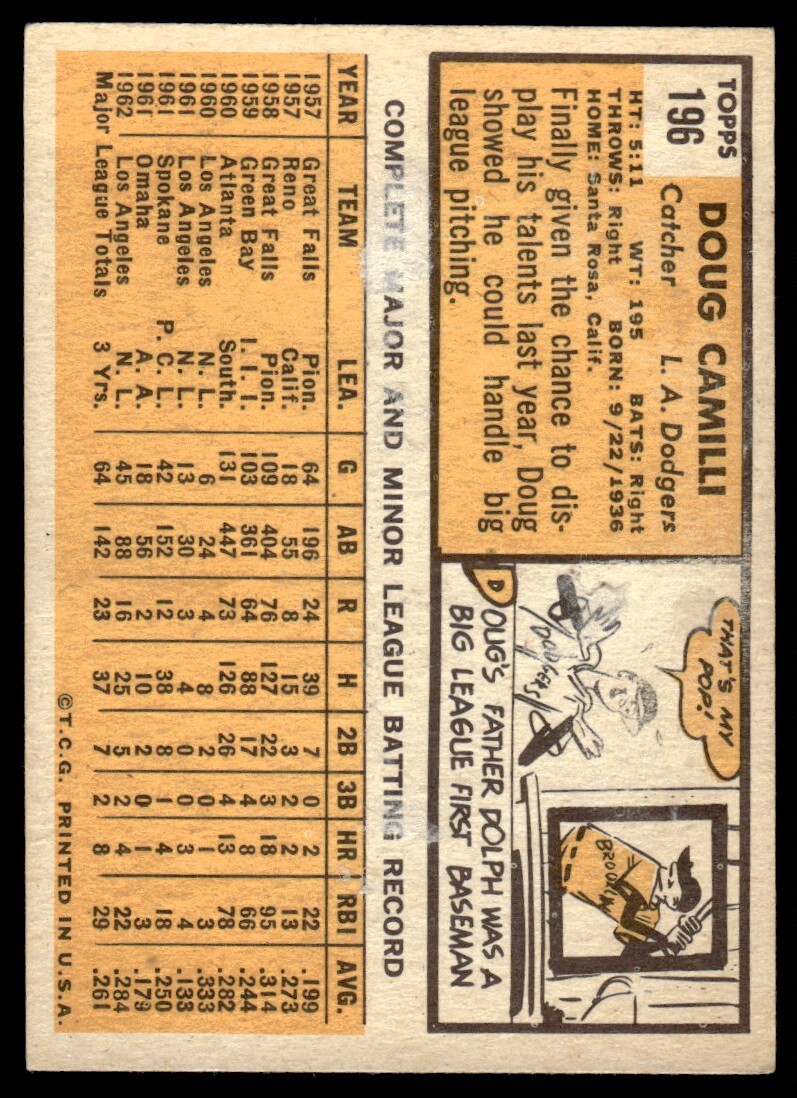 TOPPS
196
DOUG CAMILLI
Catcher L. A. Dodgers
HT: 5:11 WT: 195 BATS: Right
THROWS: Right BORN: 9/22/1936
HOME: Santa Rosa, Calif.
Finally given the chance to dis-
play his talents last year, Doug
showed he could handle big
league pitching.
THAT'S MY
POP!
DODGERS
BROOKLYN
DOUG'S FATHER DOLPH WAS A
BIG LEAGUE FIRST BASEMAN
COMPLETE MAJOR AND MINOR LEAGUE BATTING RECORD
YEAR TEAM LEA. G AB R H 2B 3B HR RBI AVG.
1957 Great Falls Pion. 64 196 24 39 7 0 2 22 .199
1957 Reno Calif. 18 55 8 15 3 2 2 13 .273
1958 Great Falls Pion. 109 404 76 127 22 3 18 95 .314
1959 Green Bay I. I. I. 103 361 64 88 17 4 8 66 .244
1960 Atlanta South. 131 447 73 126 26 4 13 78 .282
1960 Los Angeles N. L. 6 24 4 8 2 0 1 3 .333
1961 Los Angeles N. L. 13 30 3 4 0 0 3 4 .133
1961 Spokane P. C. L. 42 152 12 38 8 1 4 18 .250
1961 Omaha A. A. 18 56 2 10 2 0 1 3 .179
1962 Los Angeles N. L. 45 88 16 25 5 2 4 22 .284
Major League Totals 3 Yrs. 64 142 23 37 7 2 8 29 .261
© T. C. G. PRINTED IN U. S. A.